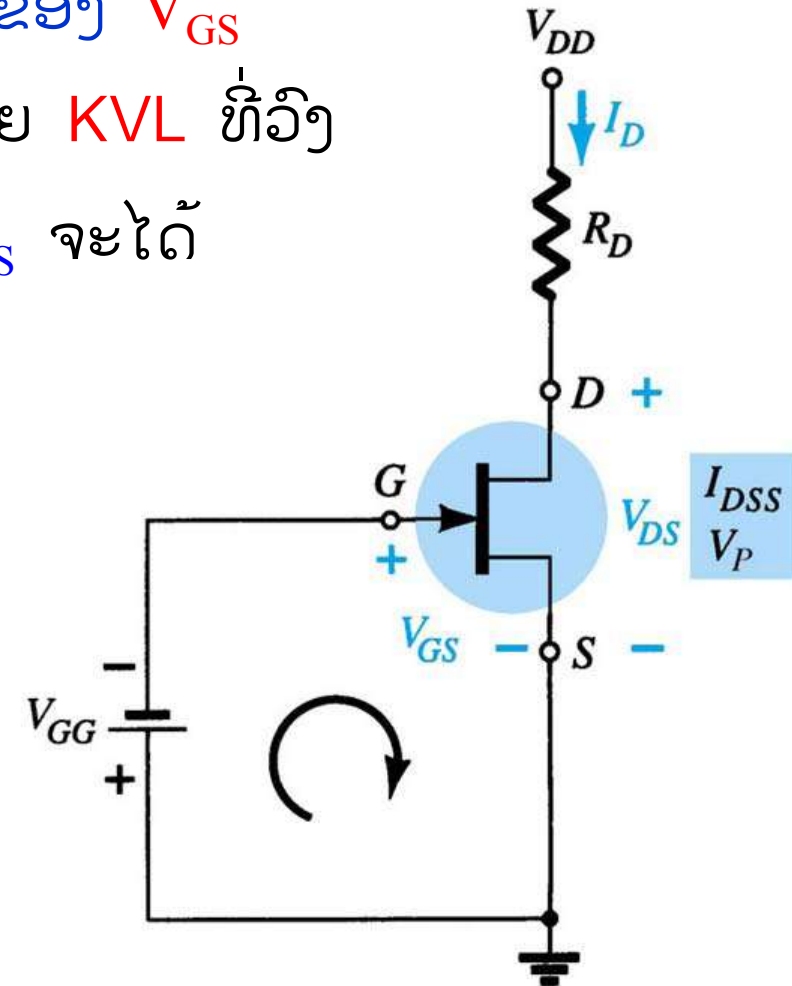 ຂອງ V_GS
KVL ທີ່ວົງ
ຈະໄດ້
V_DD
I_D
R_D
D +
G
+
V_DS
I_DSS
V_P
V_GS − S −
−
V_GG
+